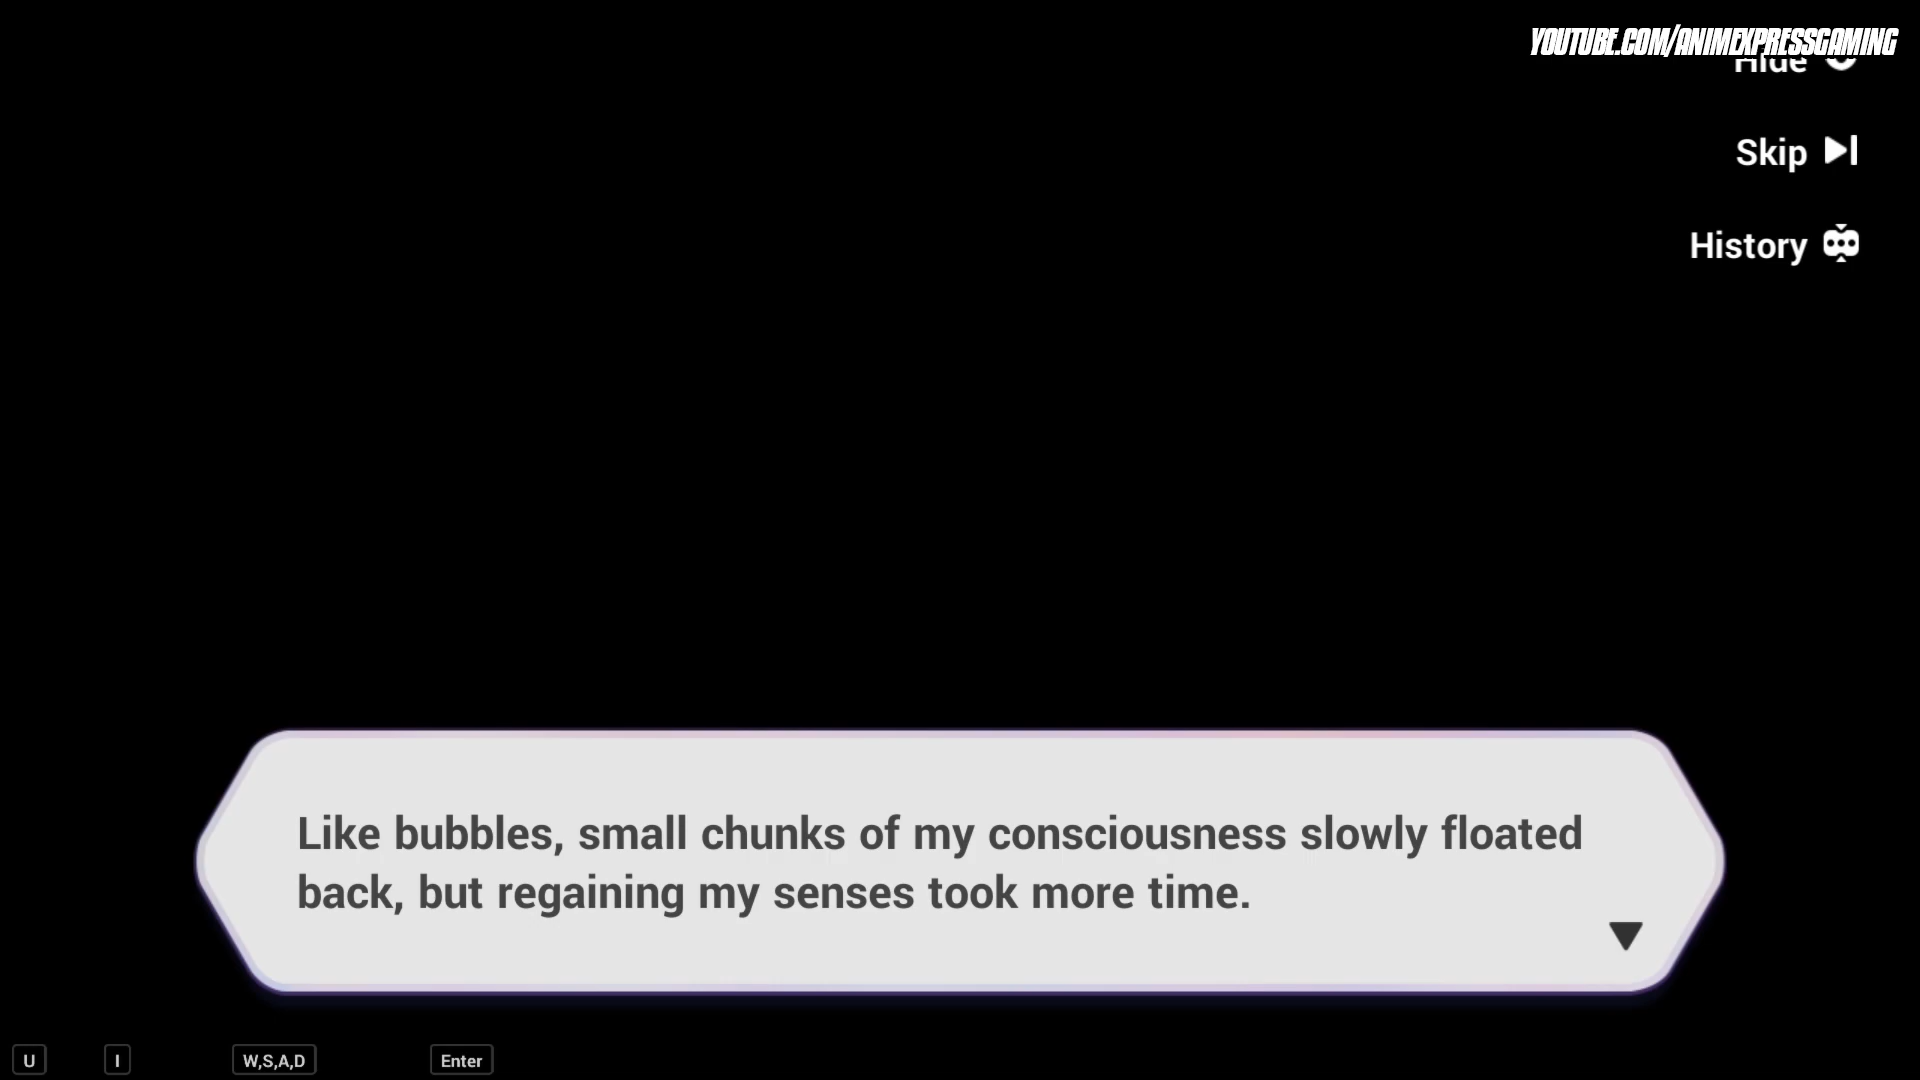 YOUTUBE.COM/ANIMEXPRESSGAMING
Hide
Skip
History
Like bubbles, small chunks of my consciousness slowly floated
back, but regaining my senses took more time.
U I W,S,A,D Enter